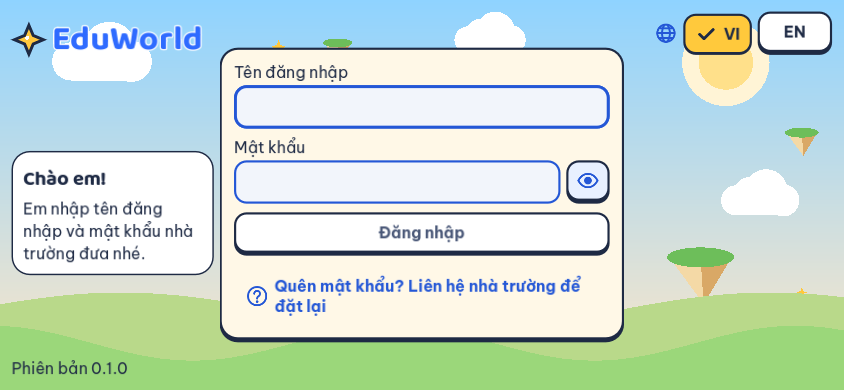 EduWorld
VI
EN
Tên đăng nhập
Mật khẩu
Chào em!
Em nhập tên đăng
nhập và mật khẩu nhà
trường đưa nhé.
Đăng nhập
Quên mật khẩu? Liên hệ nhà trường để
đặt lại
Phiên bản 0.1.0